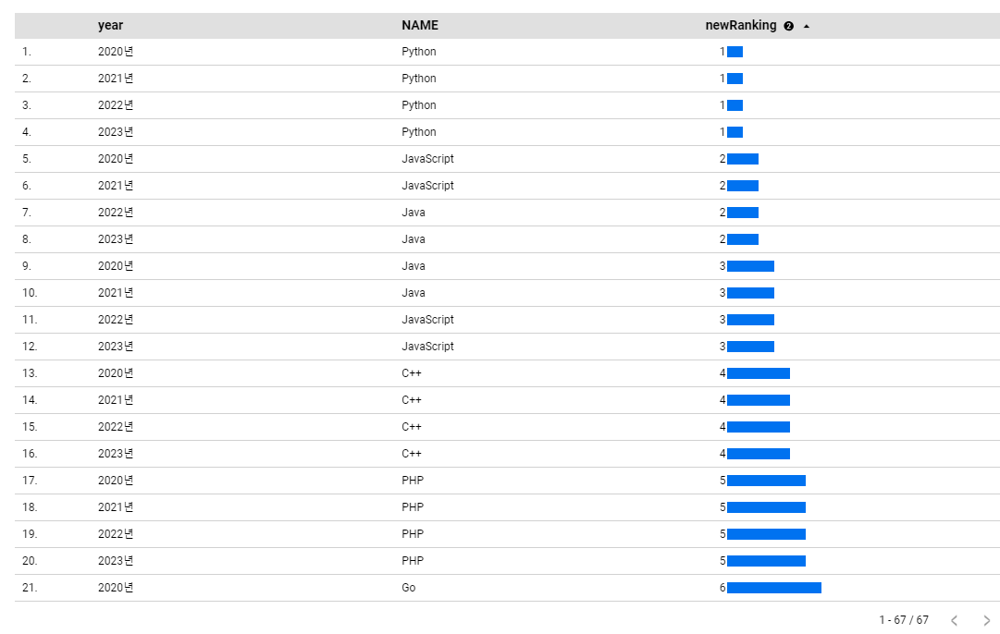 year NAME newRanking 2
1. 2020년 Python 1
2. 2021년 Python 1
3. 2022년 Python 1
4. 2023년 Python 1
5. 2020년 JavaScript 2
6. 2021년 JavaScript 2
7. 2022년 Java 2
8. 2023년 Java 2
9. 2020년 Java 3
10. 2021년 Java 3
11. 2022년 JavaScript 3
12. 2023년 JavaScript 3
13. 2020년 C++ 4
14. 2021년 C++ 4
15. 2022년 C++ 4
16. 2023년 C++ 4
17. 2020년 PHP 5
18. 2021년 PHP 5
19. 2022년 PHP 5
20. 2023년 PHP 5
21. 2020년 Go 6
1 - 67 / 67